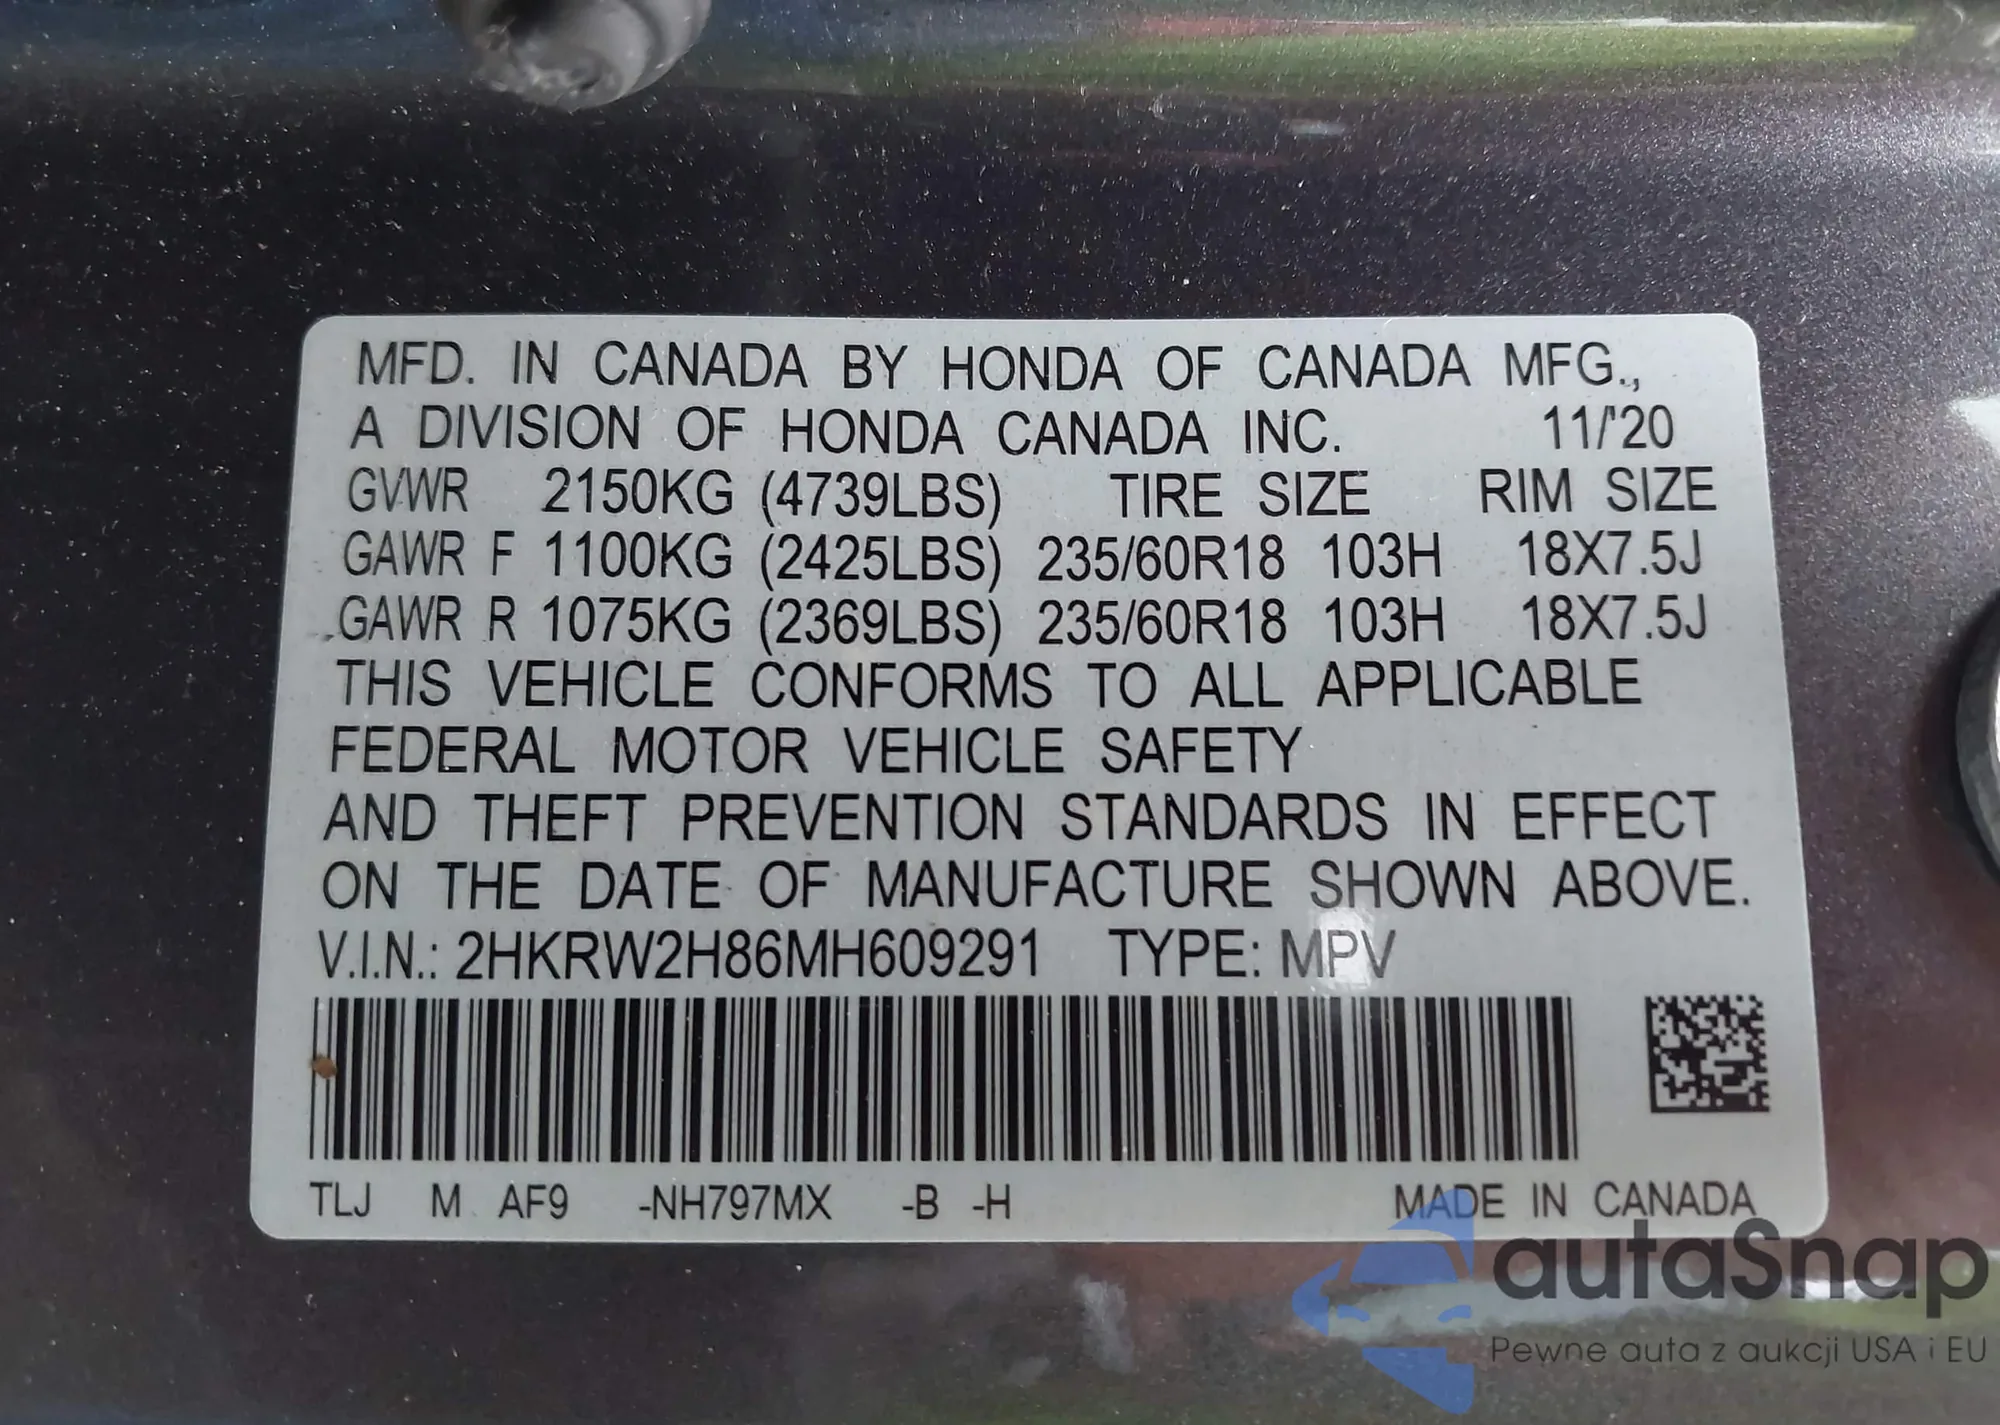 MFD. IN CANADA BY HONDA OF CANADA MFG.,
A DIVISION OF HONDA CANADA INC. 11/'20
GVWR 2150KG (4739LBS) TIRE SIZE RIM SIZE
GAWR F 1100KG (2425LBS) 235/60R18 103H 18X7.5J
GAWR R 1075KG (2369LBS) 235/60R18 103H 18X7.5J
THIS VEHICLE CONFORMS TO ALL APPLICABLE
FEDERAL MOTOR VEHICLE SAFETY
AND THEFT PREVENTION STANDARDS IN EFFECT
ON THE DATE OF MANUFACTURE SHOWN ABOVE.
V.I.N.: 2HKRW2H86MH609291 TYPE: MPV
TLJ M AF9 -NH797MX -B -H MADE IN CANADA
autaSnap
Pewne auta z aukcji USA i EU